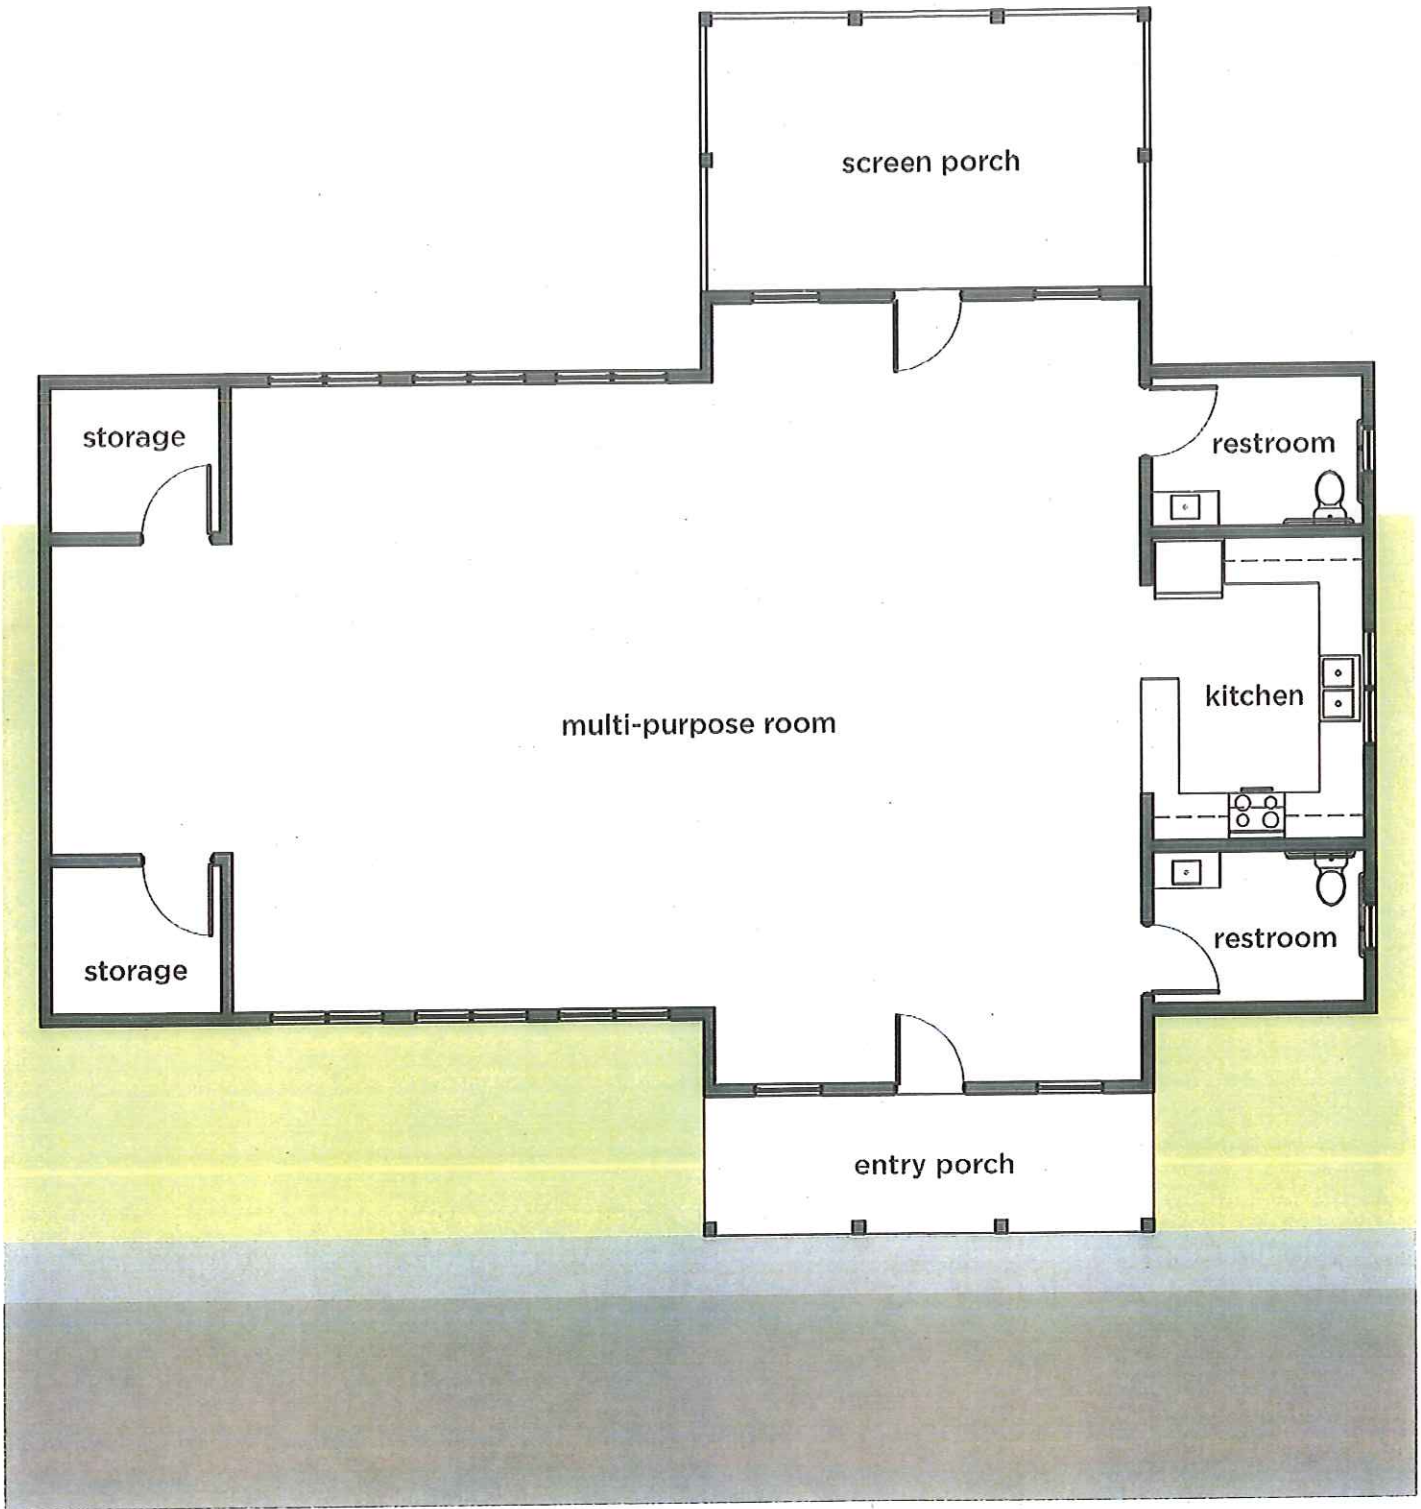 screen porch
storage
restroom
kitchen
multi-purpose room
restroom
storage
entry porch